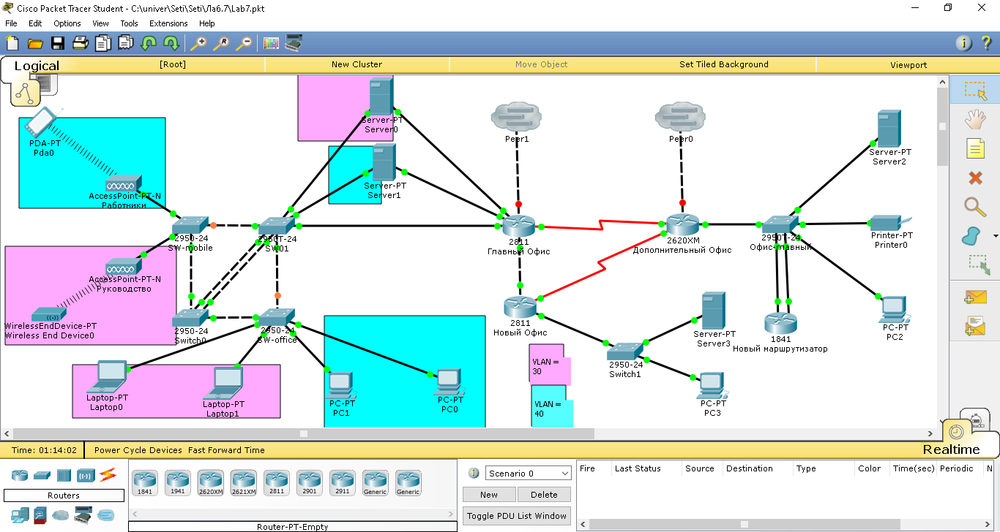 Cisco Packet Tracer Student - C:\univer\Seti\Seti\Лаб.7\Lab7.pkt
File Edit Options View Tools Extensions Help
Logical [Root] New Cluster Move Object Set Tiled Background Viewport
Server-PT
Server0
Peer1
Peer0
PDA-PT
Pda0
Server-PT
Server2
Server-PT
Server1
AccessPoint-PT-N
Работники
2950-24
SW-mobile
2950T-24
SW01
2811
Главный Офис
2620XM
Дополнительный Офис
2950T-24
Офис-главный
Printer-PT
Printer0
AccessPoint-PT-N
Руководство
WirelessEndDevice-PT
Wireless End Device0
2950-24
Switch0
2950-24
SW-office
2811
Новый Офис
Server-PT
Server3
1841
Новый маршрутизатор
PC-PT
PC2
2950-24
Switch1
VLAN =
30
Laptop-PT
Laptop0
Laptop-PT
Laptop1
PC-PT
PC1
PC-PT
PC0
VLAN =
40
PC-PT
PC3
Time: 01:14:02 Power Cycle Devices Fast Forward Time Realtime
Routers
1841 1941 2620XM 2621XM 2811 2901 2911 Generic Generic
Router-PT-Empty
Scenario 0
New Delete
Toggle PDU List Window
Fire Last Status Source Destination Type Color Time(sec) Periodic N